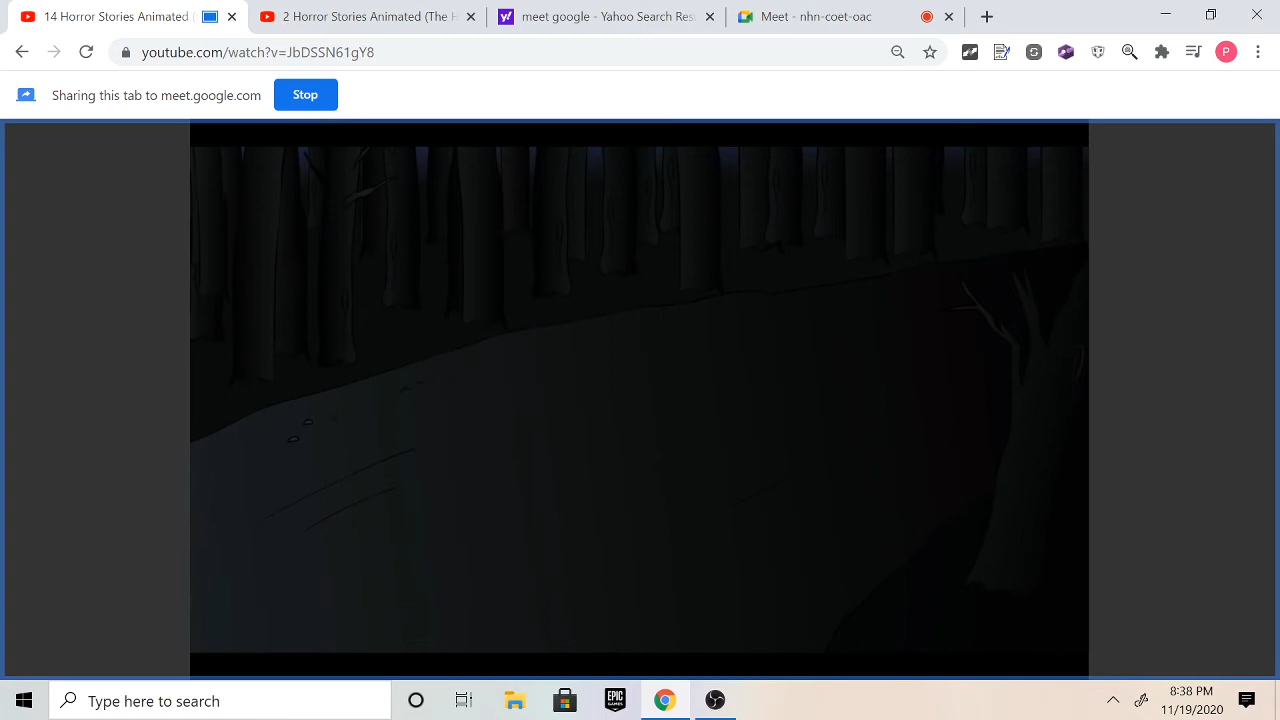 14 Horror Stories Animated (
2 Horror Stories Animated (The H
meet google - Yahoo Search Res
Meet - nhn-coet-oac
youtube.com/watch?v=JbDSSN61gY8
P
Sharing this tab to meet.google.com
Stop
Type here to search
EPIC
GAMES
8:38 PM
11/19/2020